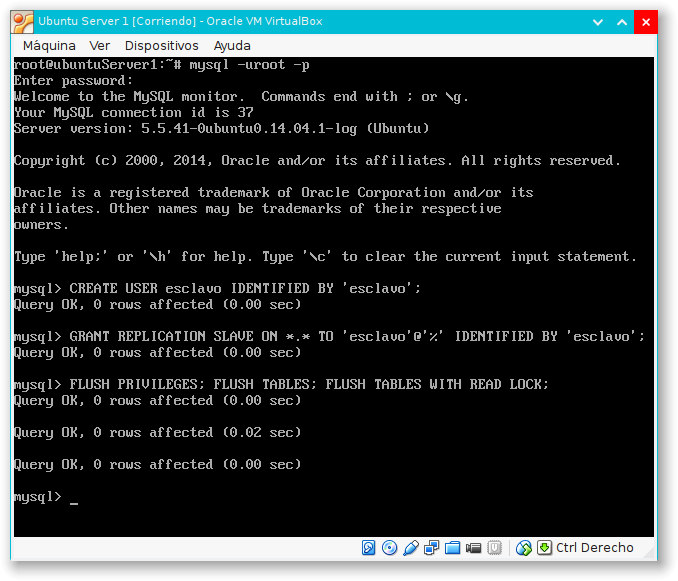 Ubuntu Server 1 [Corriendo] - Oracle VM VirtualBox
Máquina Ver Dispositivos Ayuda
root@ubuntuServer1:~# mysql -uroot -p
Enter password:
Welcome to the MySQL monitor.  Commands end with ; or \g.
Your MySQL connection id is 37
Server version: 5.5.41-0ubuntu0.14.04.1-log (Ubuntu)
Copyright (c) 2000, 2014, Oracle and/or its affiliates. All rights reserved.
Oracle is a registered trademark of Oracle Corporation and/or its
affiliates. Other names may be trademarks of their respective
owners.
Type 'help;' or '\h' for help. Type '\c' to clear the current input statement.
mysql> CREATE USER esclavo IDENTIFIED BY 'esclavo';
Query OK, 0 rows affected (0.00 sec)
mysql> GRANT REPLICATION SLAVE ON *.* TO 'esclavo'@'%' IDENTIFIED BY 'esclavo';
Query OK, 0 rows affected (0.00 sec)
mysql> FLUSH PRIVILEGES; FLUSH TABLES; FLUSH TABLES WITH READ LOCK;
Query OK, 0 rows affected (0.00 sec)
Query OK, 0 rows affected (0.02 sec)
Query OK, 0 rows affected (0.00 sec)
mysql> _
Ctrl Derecho